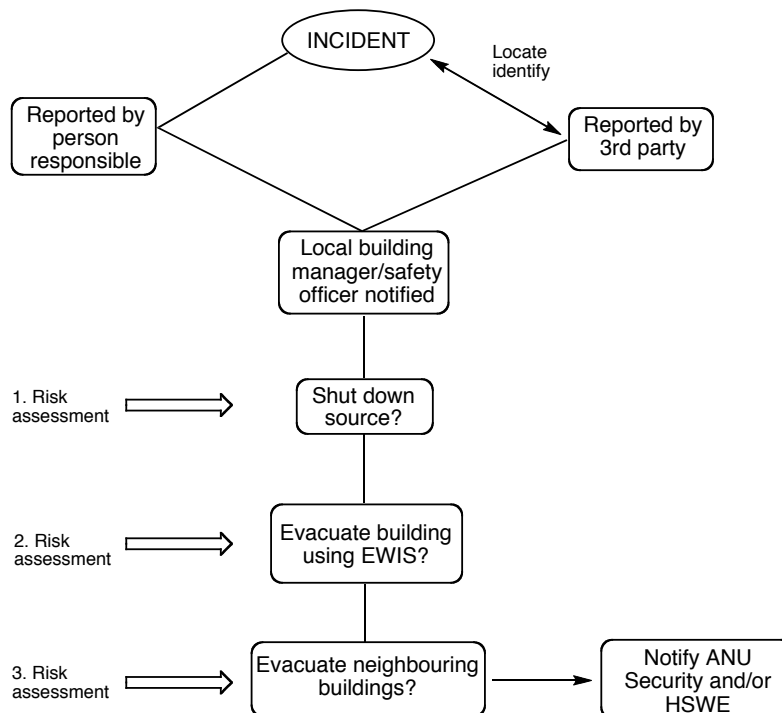 INCIDENT
Locate
identify
Reported by
person
responsible
Reported by
3rd party
Local building
manager/safety
officer notified
1. Risk
assessment
Shut down
source?
2. Risk
assessment
Evacuate building
using EWIS?
3. Risk
assessment
Evacuate neighbouring
buildings?
Notify ANU
Security and/or
HSWE